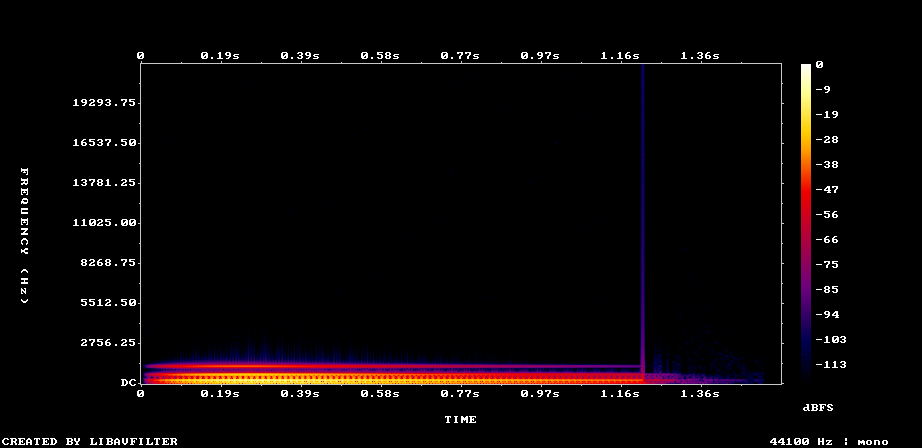 0 0.19s 0.39s 0.58s 0.77s 0.97s 1.16s 1.36s
0
-9
-19
-28
-38
-47
-56
-66
-75
-85
-94
-103
-113
dBFS
19293.75
16537.50
13781.25
11025.00
8268.75
5512.50
2756.25
DC
FREQUENCY (Hz)
0 0.19s 0.39s 0.58s 0.77s 0.97s 1.16s 1.36s
TIME
CREATED BY LIBAVFILTER
44100 Hz | mono